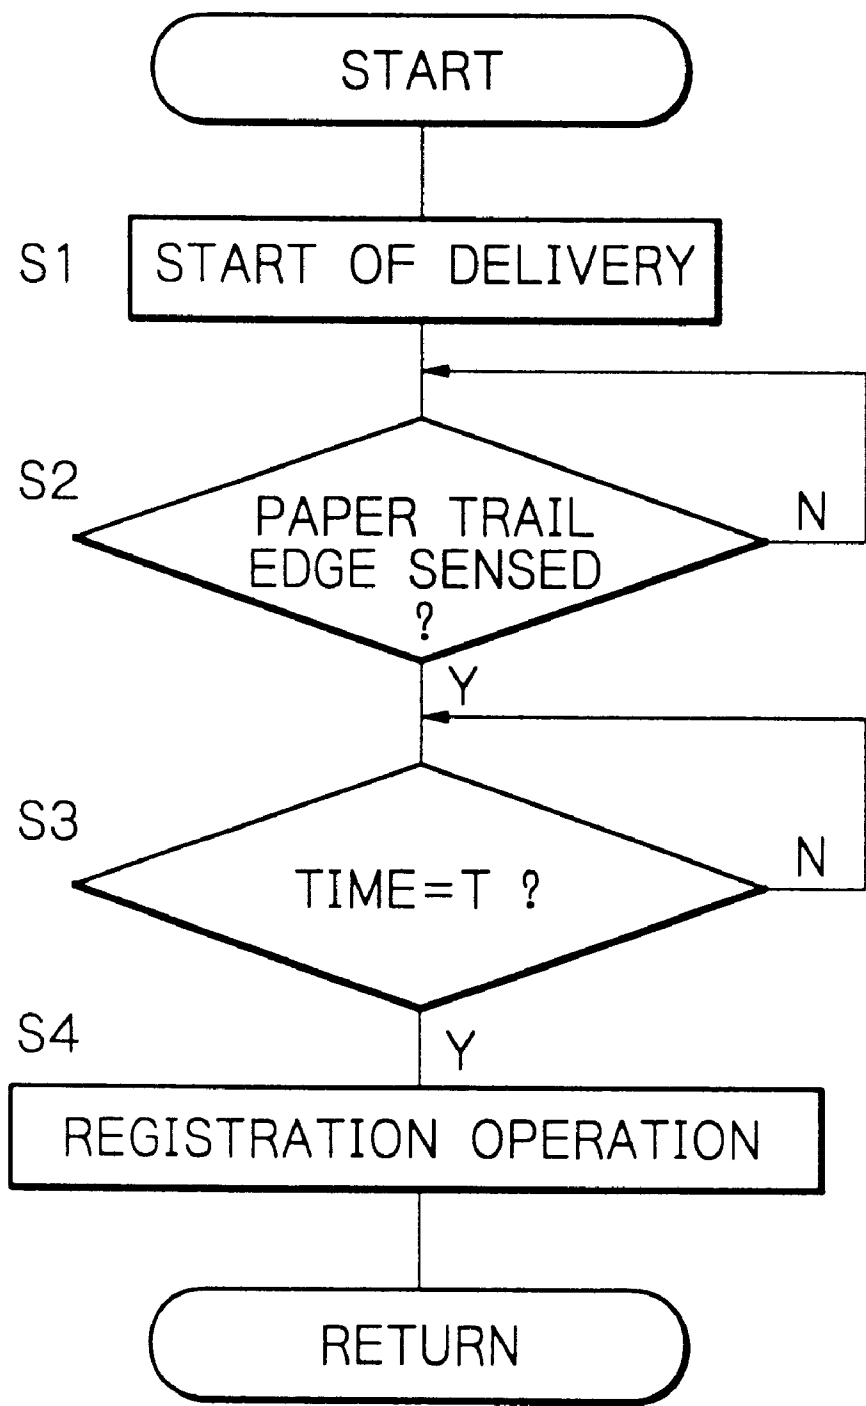 START
S1
START OF DELIVERY
S2
PAPER TRAIL
EDGE SENSED
?
N
Y
S3
TIME=T ?
N
S4
Y
REGISTRATION OPERATION
RETURN